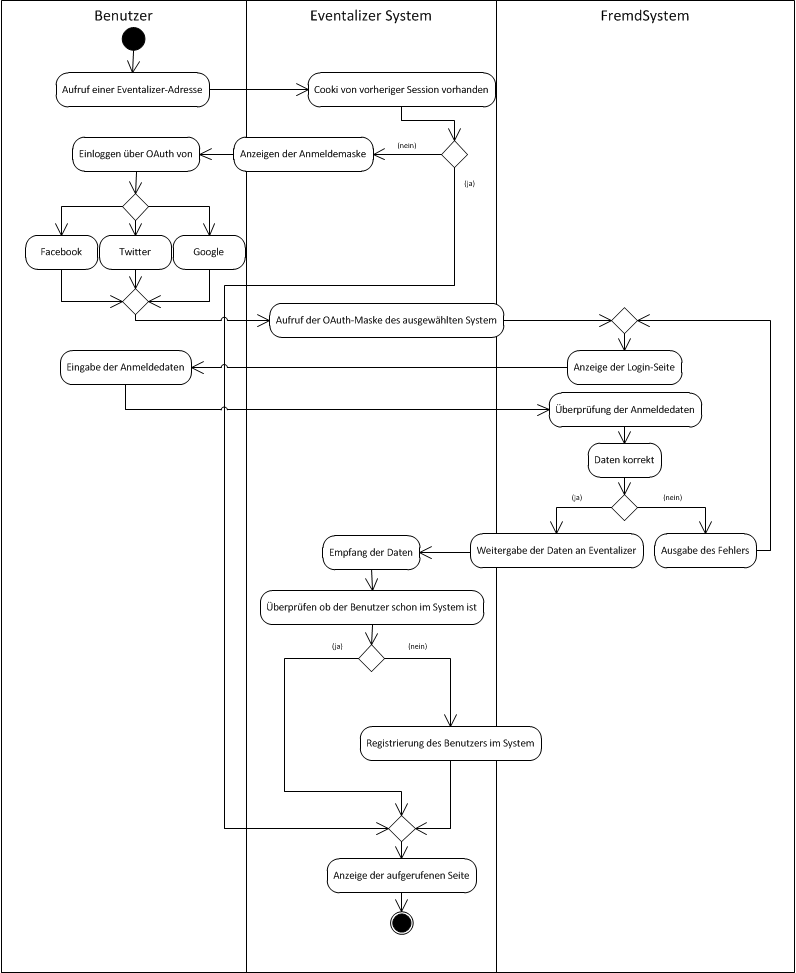 Benutzer
Eventalizer System
FremdSystem
Aufruf einer Eventalizer-Adresse
Cooki von vorheriger Session vorhanden
Einloggen über OAuth von
Anzeigen der Anmeldemaske
(nein)
(ja)
Facebook
Twitter
Google
Aufruf der OAuth-Maske des ausgewählten System
Eingabe der Anmeldedaten
Anzeige der Login-Seite
Überprüfung der Anmeldedaten
Daten korrekt
(ja)
(nein)
Empfang der Daten
Weitergabe der Daten an Eventalizer
Ausgabe des Fehlers
Überprüfen ob der Benutzer schon im System ist
(ja)
(nein)
Registrierung des Benutzers im System
Anzeige der aufgerufenen Seite